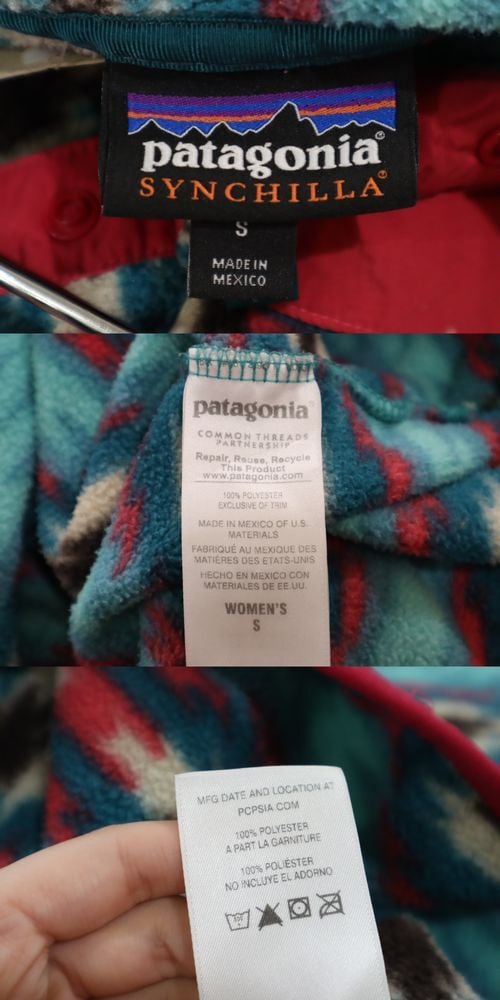 patagonia®
SYNCHILLA®
S
MADE IN
MEXICO
patagonia®
COMMON THREADS
PARTNERSHIP
Repair, Reuse, Recycle
This Product
www.patagonia.com
100% POLYESTER
EXCLUSIVE OF TRIM
MADE IN MEXICO OF U.S.
MATERIALS
FABRIQUÉ AU MEXIQUE DES
MATIÈRES DES ETATS-UNIS
HECHO EN MEXICO CON
MATERIALES DE EE.UU.
WOMEN'S
S
MFG DATE AND LOCATION AT
PCPSIA.COM
100% POLYESTER
A PART LA GARNITURE
100% POLIÉSTER
NO INCLUYE EL ADORNO